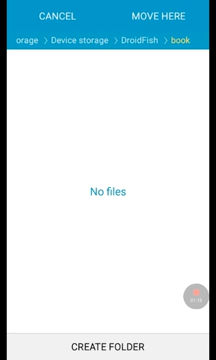 CANCEL MOVE HERE
orage > Device storage > DroidFish > book
No files
CREATE FOLDER